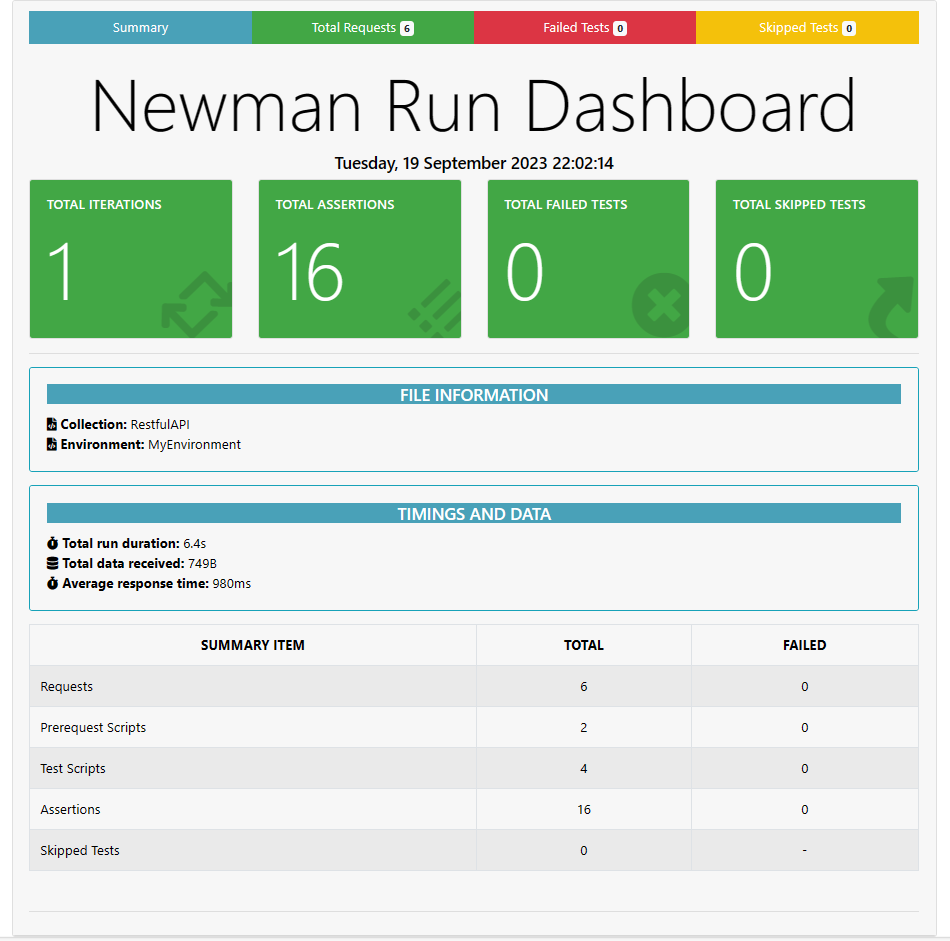 Summary Total Requests 6 Failed Tests 0 Skipped Tests 0
Newman Run Dashboard
Tuesday, 19 September 2023 22:02:14
TOTAL ITERATIONS TOTAL ASSERTIONS TOTAL FAILED TESTS TOTAL SKIPPED TESTS
1 16 0 0
FILE INFORMATION
Collection: RestfulAPI
Environment: MyEnvironment
TIMINGS AND DATA
Total run duration: 6.4s
Total data received: 749B
Average response time: 980ms
SUMMARY ITEM TOTAL FAILED
Requests 6 0
Prerequest Scripts 2 0
Test Scripts 4 0
Assertions 16 0
Skipped Tests 0 -